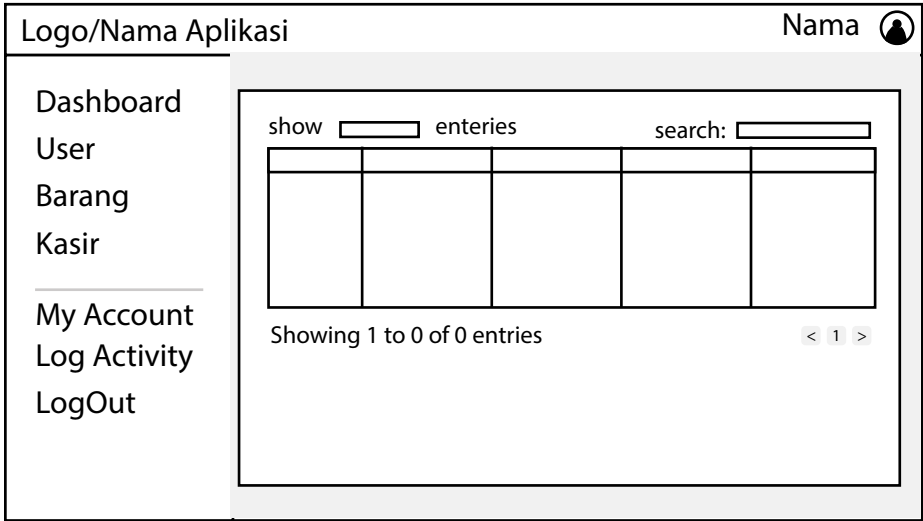 Logo/Nama Aplikasi
Nama
Dashboard
User
Barang
Kasir
My Account
Log Activity
LogOut
show enteries
search:
Showing 1 to 0 of 0 entries
< 1 >